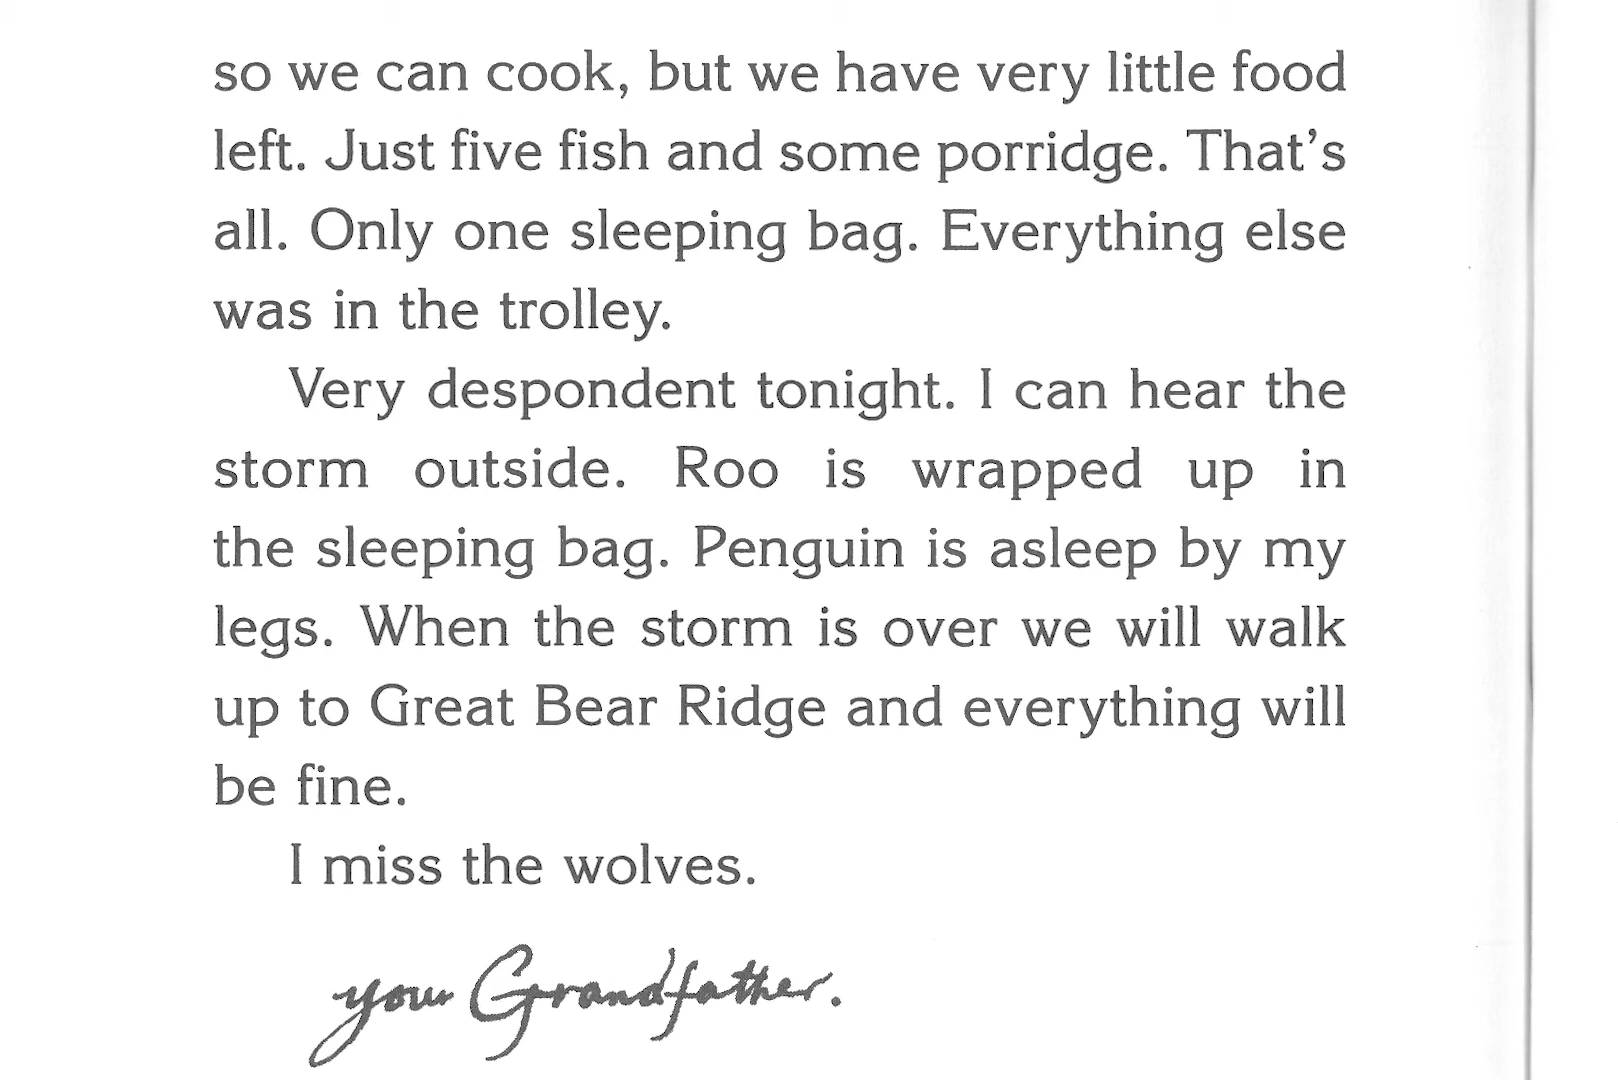 so we can cook, but we have very little food
left. Just five fish and some porridge. That’s
all. Only one sleeping bag. Everything else
was in the trolley.
Very despondent tonight. I can hear the
storm outside. Roo is wrapped up in
the sleeping bag. Penguin is asleep by my
legs. When the storm is over we will walk
up to Great Bear Ridge and everything will
be fine.
I miss the wolves.
your Grandfather.